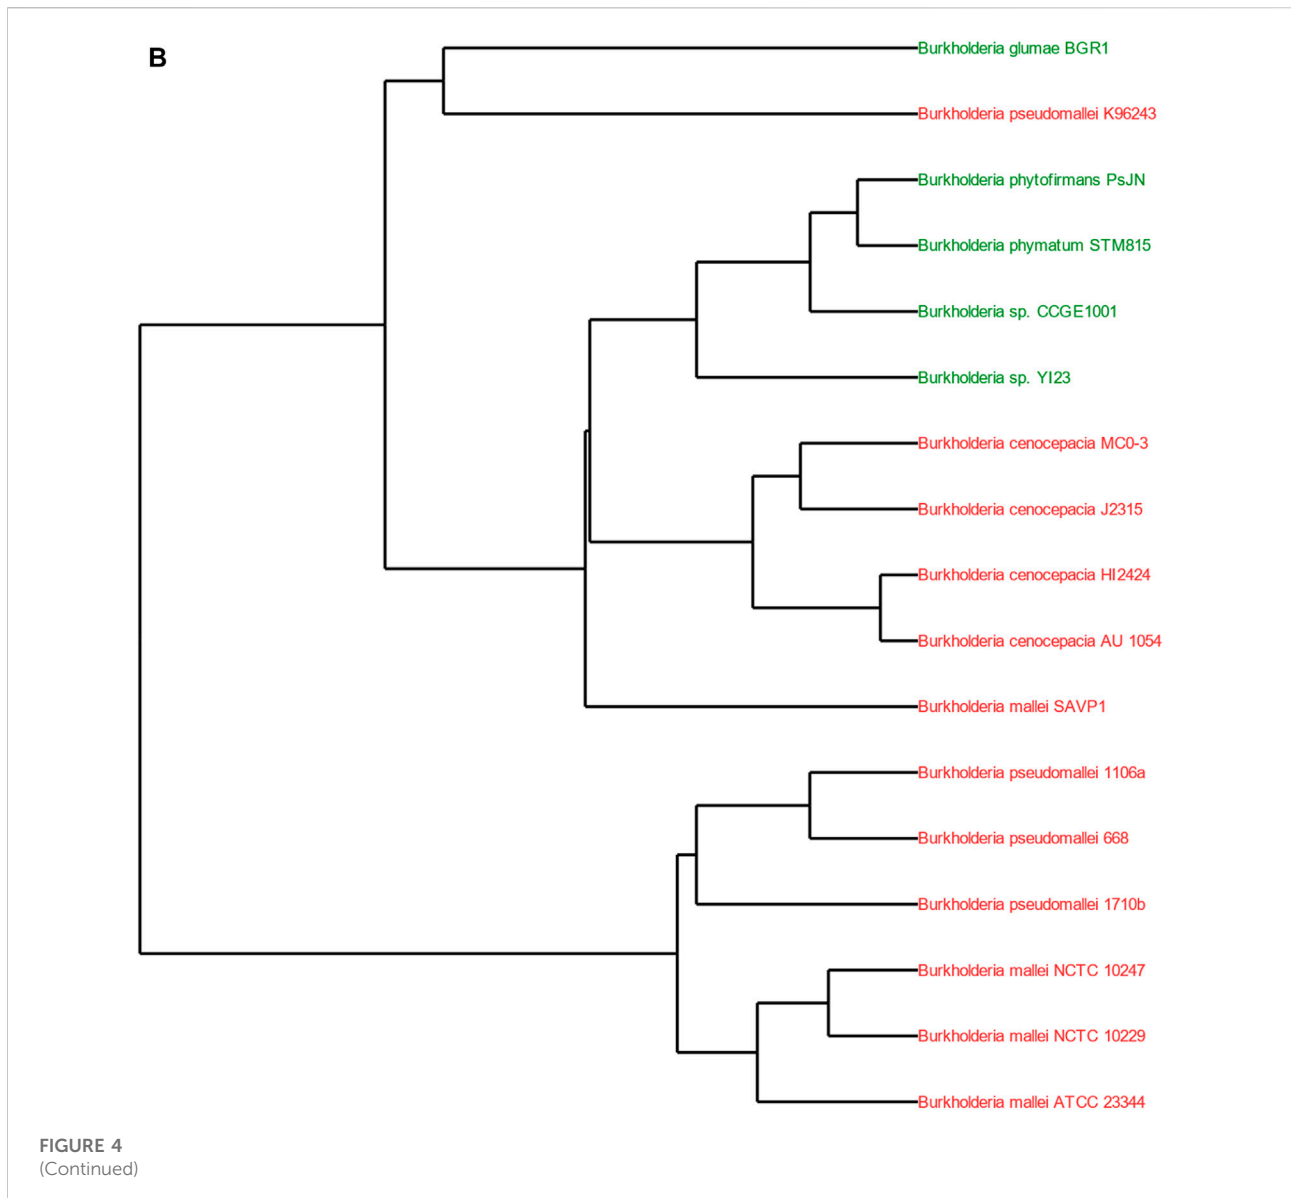 B
Burkholderia glumae BGR1
Burkholderia pseudomallei K96243
Burkholderia phytofirmans PsJN
Burkholderia phymatum STM815
Burkholderia sp. CCGE1001
Burkholderia sp. YI23
Burkholderia cenocepacia MC0-3
Burkholderia cenocepacia J2315
Burkholderia cenocepacia HI2424
Burkholderia cenocepacia AU 1054
Burkholderia mallei SAVP1
Burkholderia pseudomallei 1106a
Burkholderia pseudomallei 668
Burkholderia pseudomallei 1710b
Burkholderia mallei NCTC 10247
Burkholderia mallei NCTC 10229
Burkholderia mallei ATCC 23344
FIGURE 4
(Continued)